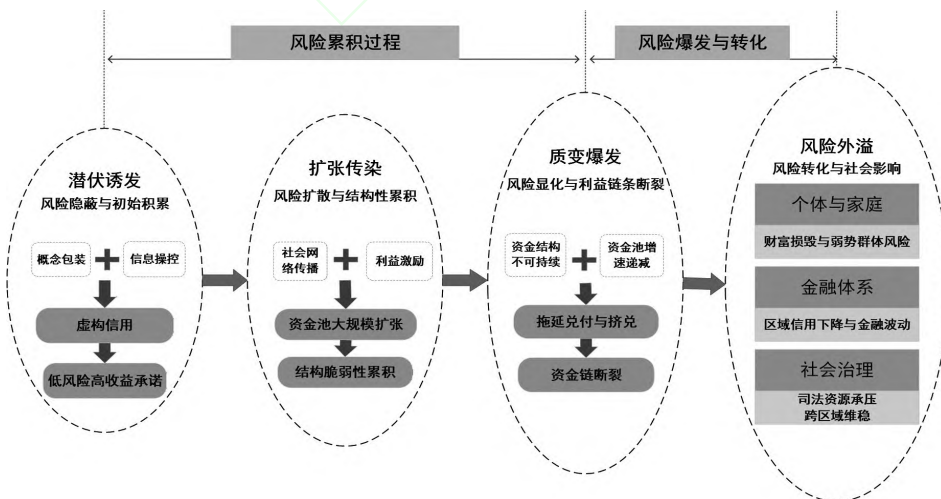 风险累积过程
风险爆发与转化
潜伏诱发
风险隐蔽与初始积累
概念包装
信息操控
虚构信用
低风险高收益承诺
扩张传染
风险扩散与结构性累积
社会网
络传播
利益激励
资金池大规模扩张
结构脆弱性累积
质变爆发
风险显化与利益链条断裂
资金结构
不可持续
资金池增
速递减
拖延兑付与挤兑
资金链断裂
风险外溢
风险转化与社会影响
个体与家庭
财富损毁与弱势群体风险
金融体系
区域信用下降与金融波动
社会治理
司法资源承压
跨区域维稳